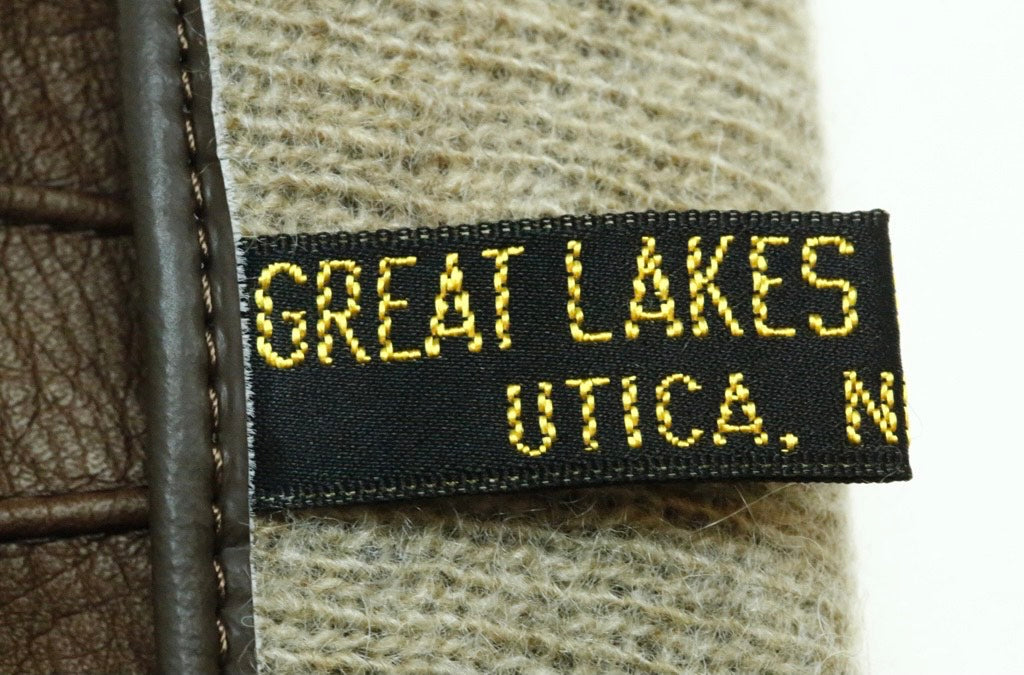 GREAT LAKES
UTICA, N